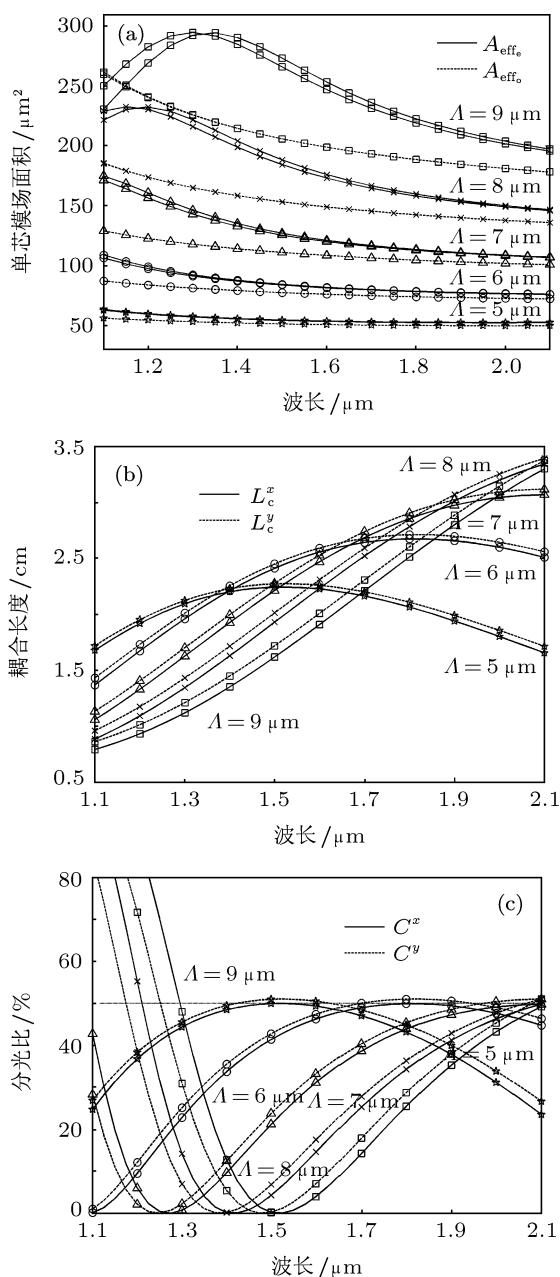 300
250
200
150
100
50
单芯模场面积/μm²
(a)
A_effe
A_effo
Λ = 9 μm
Λ = 8 μm
Λ = 7 μm
Λ = 6 μm
Λ = 5 μm
1.2 1.4 1.6 1.8 2.0
波长/μm
3.5
2.5
1.5
0.5
耦合长度/cm
(b)
L_c^x
L_c^y
Λ = 8 μm
Λ = 7 μm
Λ = 6 μm
Λ = 5 μm
Λ = 9 μm
1.1 1.3 1.5 1.7 1.9 2.1
波长/μm
80
60
40
20
0
分光比/%
(c)
C^x
C^y
Λ = 9 μm
= 5 μm
Λ = 6 μm
Λ = 7 μm
Λ = 8 μm
1.1 1.3 1.5 1.7 1.9 2.1
波长/μm